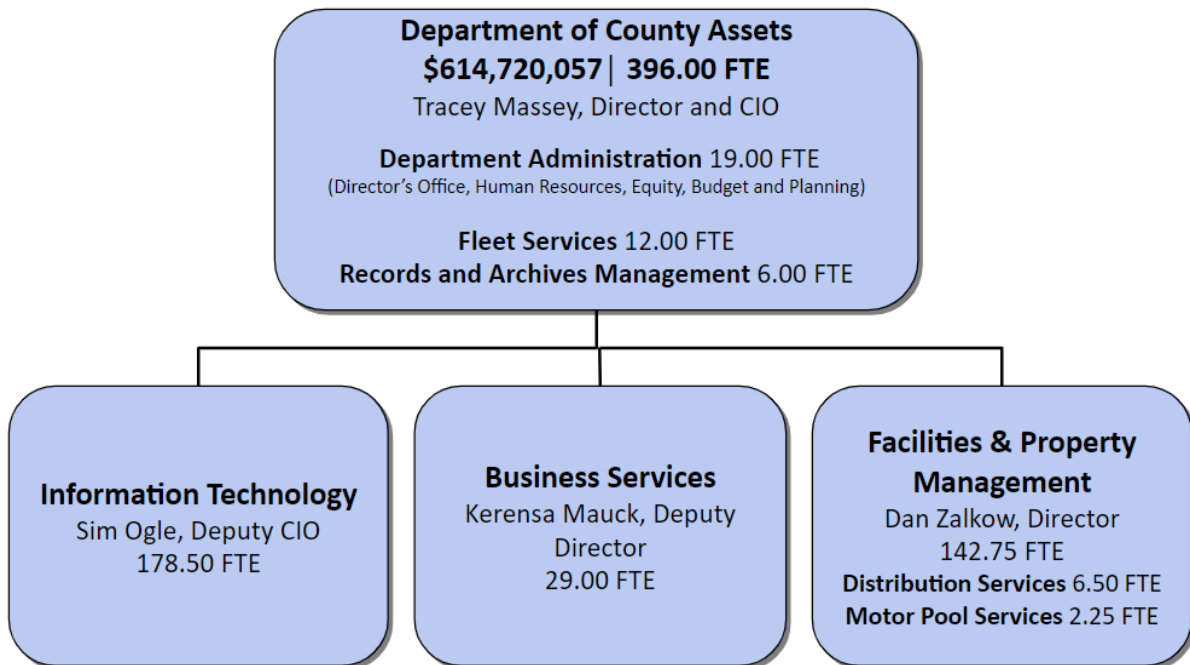 Department of County Assets
$614,720,057| 396.00 FTE
Tracey Massey, Director and CIO
Department Administration 19.00 FTE
(Director's Office, Human Resources, Equity, Budget and Planning)
Fleet Services 12.00 FTE
Records and Archives Management 6.00 FTE
Information Technology
Sim Ogle, Deputy CIO
178.50 FTE
Business Services
Kerensa Mauck, Deputy
Director
29.00 FTE
Facilities & Property
Management
Dan Zalkow, Director
142.75 FTE
Distribution Services 6.50 FTE
Motor Pool Services 2.25 FTE